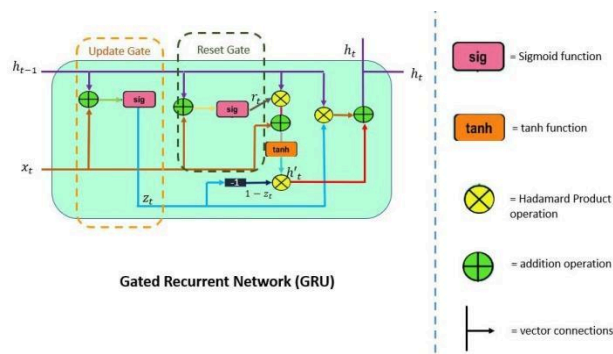 Update Gate
Reset Gate
h_{t-1}
h_t
h_t
sig
= Sigmoid function
sig
sig
r_t
tanh
= tanh function
tanh
x_t
h'_t
z_t
-1
1 − z_t
= Hadamard Product
operation
Gated Recurrent Network (GRU)
= addition operation
= vector connections